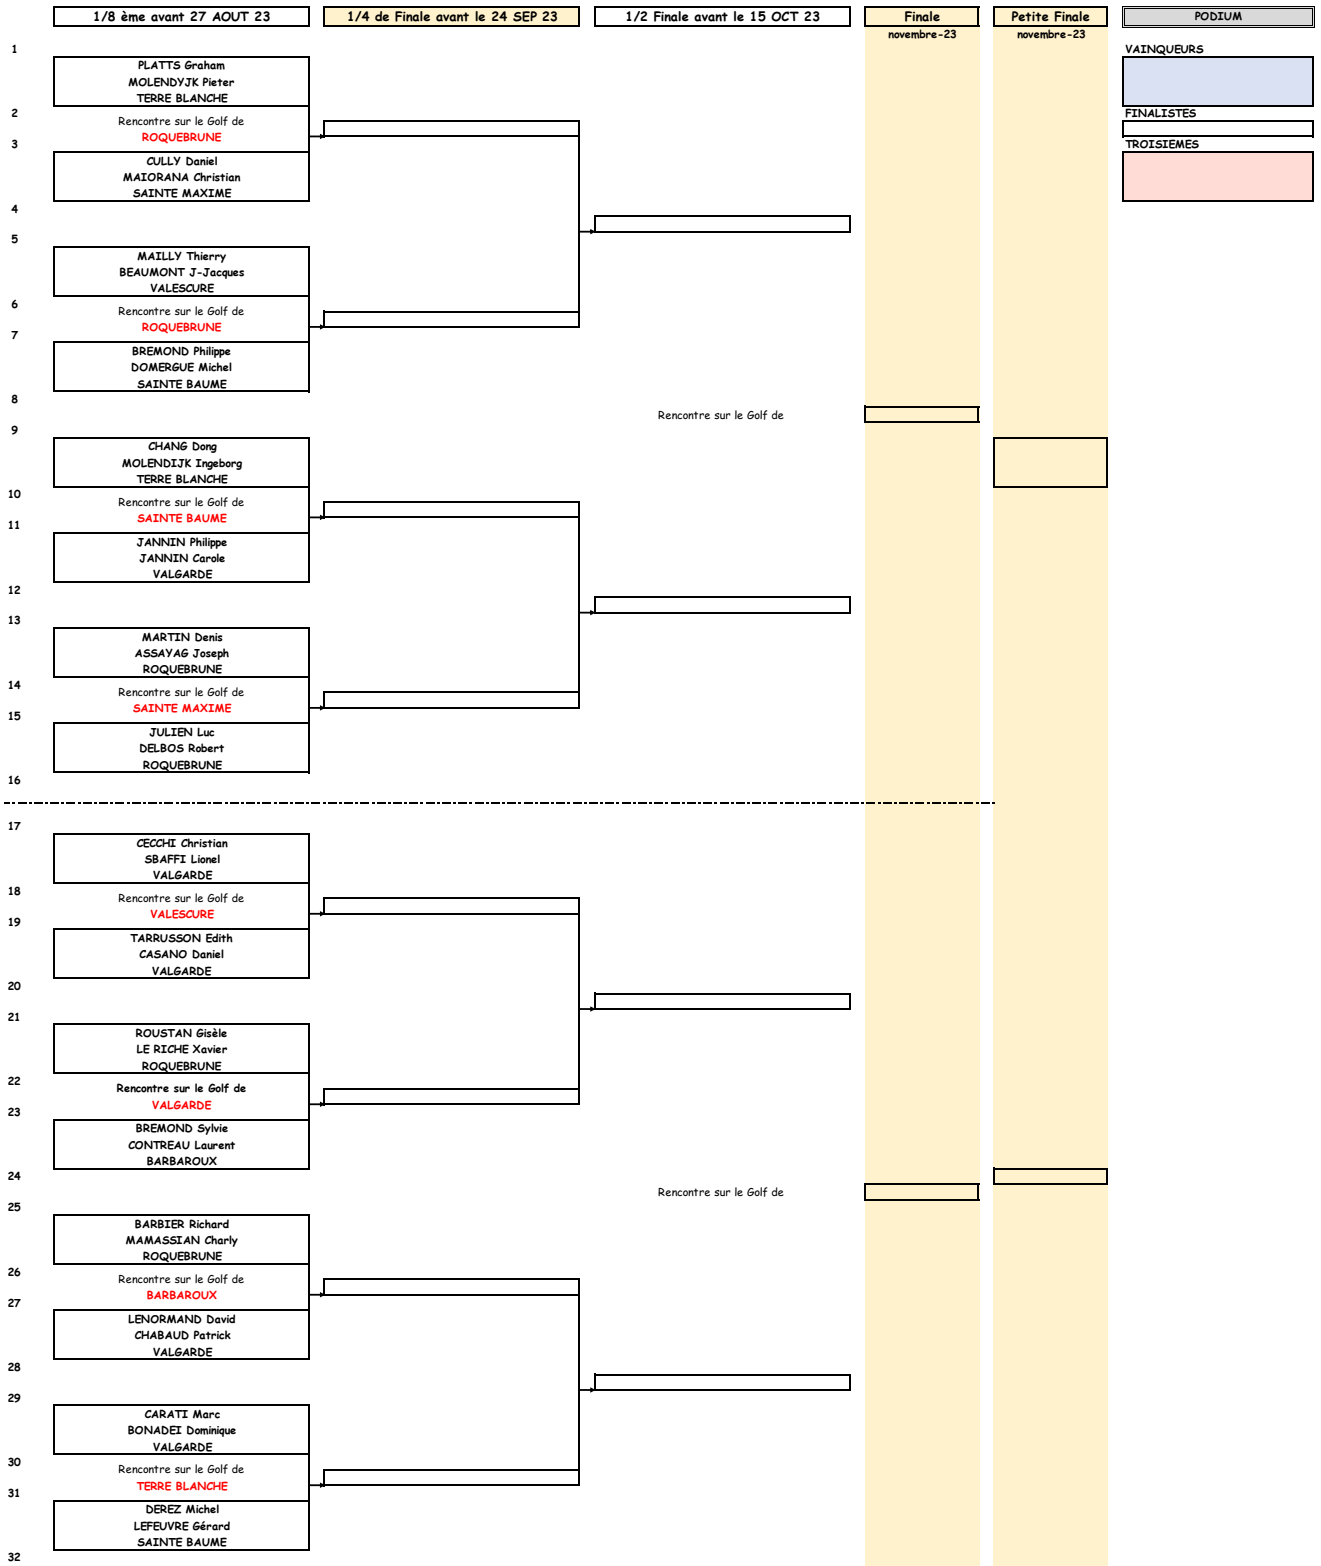 1/8 ème avant 27 AOUT 23
1/4 de Finale avant le 24 SEP 23
1/2 Finale avant le 15 OCT 23
Finale
Petite Finale
PODIUM
novembre-23
novembre-23
1
VAINQUEURS
PLATTS Graham
MOLENDYJK Pieter
TERRE BLANCHE
2
FINALISTES
Rencontre sur le Golf de
ROQUEBRUNE
3
TROISIEMES
CULLY Daniel
MAIORANA Christian
SAINTE MAXIME
4
5
MAILLY Thierry
BEAUMONT J-Jacques
VALESCURE
6
Rencontre sur le Golf de
ROQUEBRUNE
7
BREMOND Philippe
DOMERGUE Michel
SAINTE BAUME
8
Rencontre sur le Golf de
9
CHANG Dong
MOLENDIJK Ingeborg
TERRE BLANCHE
10
Rencontre sur le Golf de
SAINTE BAUME
11
JANNIN Philippe
JANNIN Carole
VALGARDE
12
13
MARTIN Denis
ASSAYAG Joseph
ROQUEBRUNE
14
Rencontre sur le Golf de
SAINTE MAXIME
15
JULIEN Luc
DELBOS Robert
ROQUEBRUNE
16
17
CECCHI Christian
SBAFFI Lionel
VALGARDE
18
Rencontre sur le Golf de
VALESCURE
19
TARRUSSON Edith
CASANO Daniel
VALGARDE
20
21
ROUSTAN Gisèle
LE RICHE Xavier
ROQUEBRUNE
22
Rencontre sur le Golf de
VALGARDE
23
BREMOND Sylvie
CONTREAU Laurent
BARBAROUX
24
Rencontre sur le Golf de
25
BARBIER Richard
MAMASSIAN Charly
ROQUEBRUNE
26
Rencontre sur le Golf de
BARBAROUX
27
LENORMAND David
CHABAUD Patrick
VALGARDE
28
29
CARATI Marc
BONADEI Dominique
VALGARDE
30
Rencontre sur le Golf de
TERRE BLANCHE
31
DEREZ Michel
LEFEUVRE Gérard
SAINTE BAUME
32